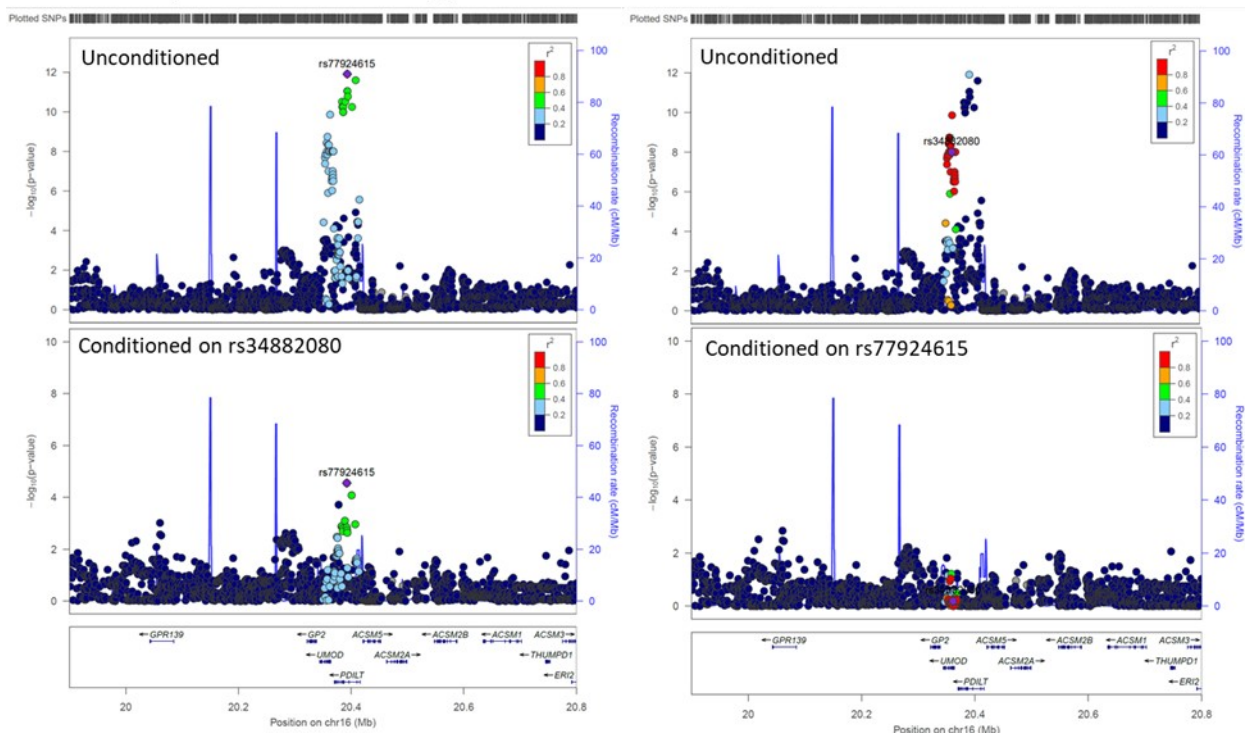 Plotted SNPs
Unconditioned
rs77924615
r²
0.8
0.6
0.4
0.2
−log₁₀(p−value)
Recombination rate (cM/Mb)
12
10
8
6
4
2
0
100
80
60
40
20
0
Conditioned on rs34882080
rs77924615
r²
0.8
0.6
0.4
0.2
−log₁₀(p−value)
Recombination rate (cM/Mb)
10
8
6
4
2
0
100
80
60
40
20
0
←GPR139 ←GP2 ACSM5→ ←ACSM2B ←ACSM1 ACSM3→
←UMOD ACSM2A→ ←THUMPD1
←PDILT ←ERI2
20 20.2 20.4 20.6 20.8
Position on chr16 (Mb)
Plotted SNPs
Unconditioned
rs34882080
r²
0.8
0.6
0.4
0.2
−log₁₀(p−value)
Recombination rate (cM/Mb)
12
10
8
6
4
2
0
100
80
60
40
20
0
Conditioned on rs77924615
r²
0.8
0.6
0.4
0.2
−log₁₀(p−value)
Recombination rate (cM/Mb)
10
8
6
4
2
0
100
80
60
40
20
0
←GPR139 ←GP2 ACSM5→ ←ACSM2B ←ACSM1 ACSM3→
←UMOD ACSM2A→ ←THUMPD1
←PDILT ←ERI2
20 20.2 20.4 20.6 20.8
Position on chr16 (Mb)